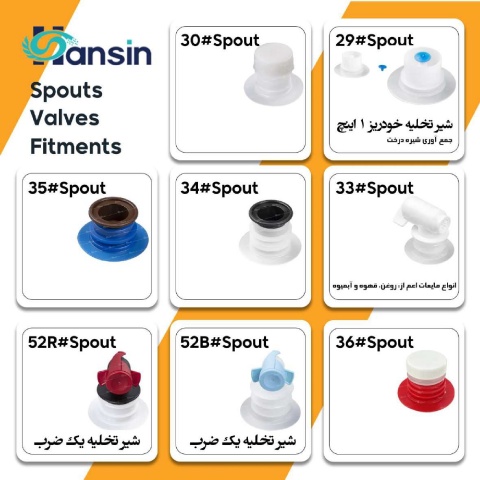 Hansin
Spouts
Valves
Fitments
30#Spout
29#Spout
شیر تخلیه خودریز ۱ اینچ
جمع آوری شیره درخت
35#Spout
34#Spout
33#Spout
انواع مایعات اعم از، روغن، قهوه و آبمیوه
52R#Spout
شیر تخلیه یک ضرب
52B#Spout
شیر تخلیه یک ضرب
36#Spout